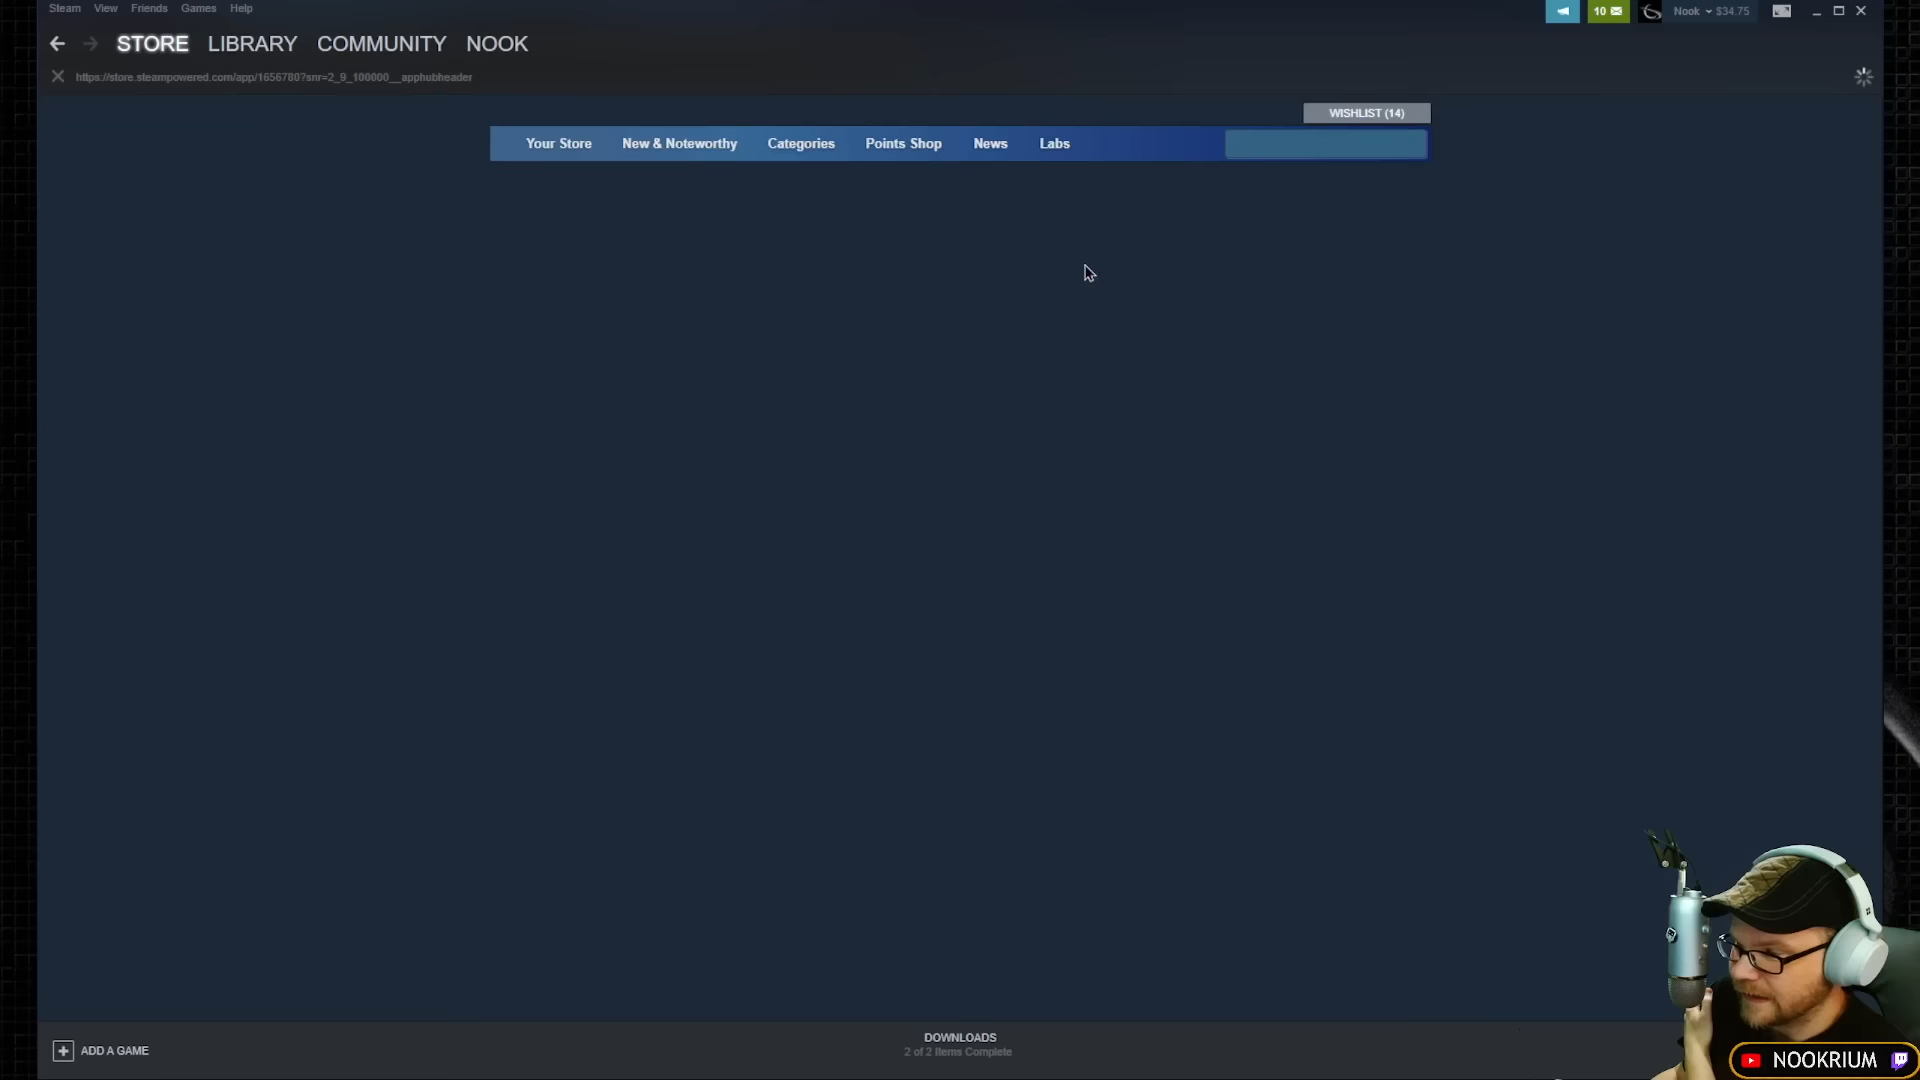 Steam View Friends Games Help
10 Nook $34.75
STORE LIBRARY COMMUNITY NOOK
https://store.steampowered.com/app/1656780?snr=2_9_100000__apphubheader
WISHLIST (14)
Your Store New & Noteworthy Categories Points Shop News Labs
DOWNLOADS
2 of 2 Items Complete
ADD A GAME
NOOKRIUM